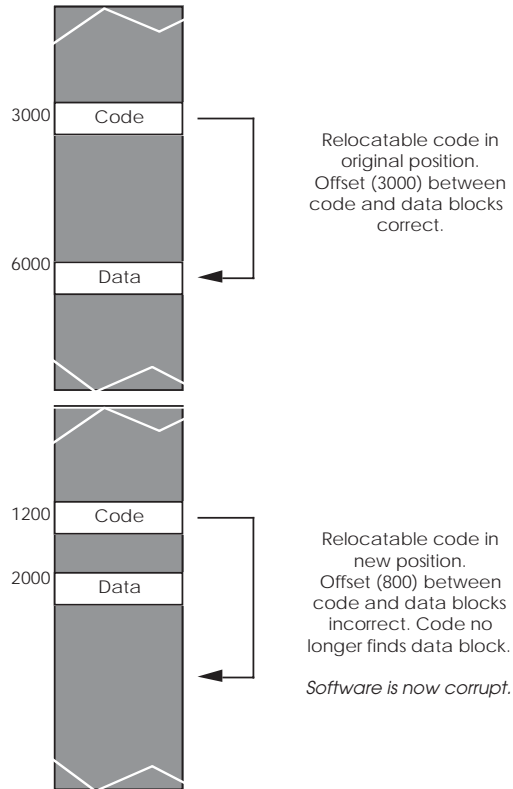 3000
Code
Relocatable code in
original position.
Offset (3000) between
code and data blocks
correct.
6000
Data
1200
Code
2000
Data
Relocatable code in
new position.
Offset (800) between
code and data blocks
incorrect. Code no
longer finds data block.
Software is now corrupt.